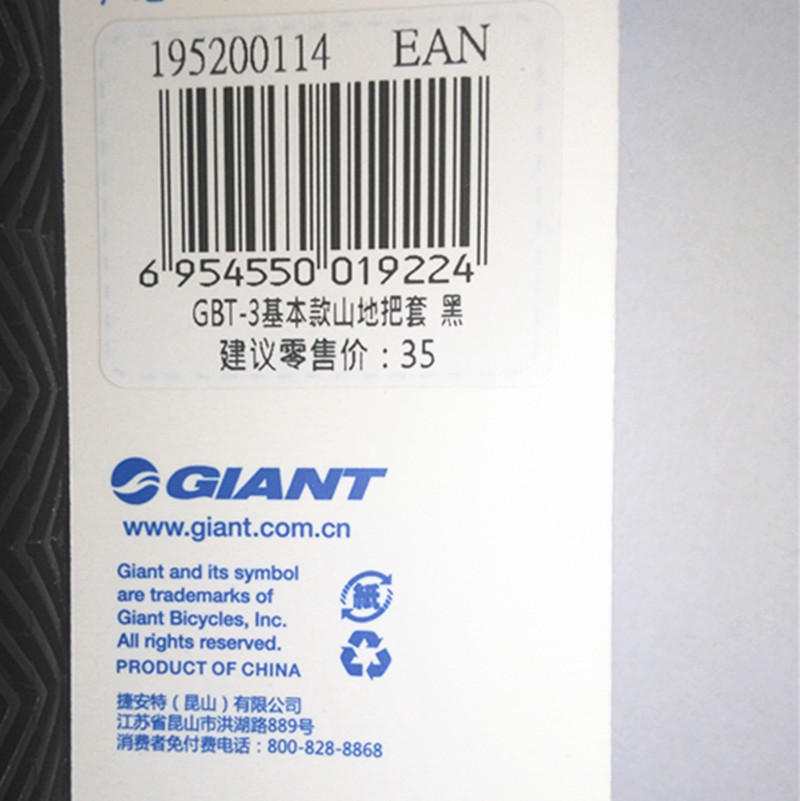 195200114 EAN
6 954550 019224
GBT-3基本款山地把套 黑
建议零售价：35
GIANT
www.giant.com.cn
Giant and its symbol
are trademarks of
Giant Bicycles, Inc.
All rights reserved.
紙
PRODUCT OF CHINA
捷安特（昆山）有限公司
江苏省昆山市洪湖路889号
消费者免付费电话：800-828-8868